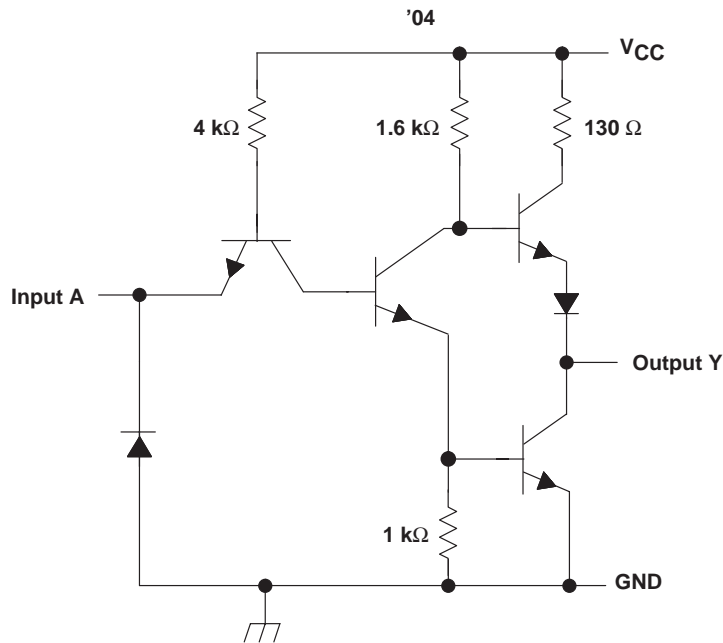 '04
VCC
4 kΩ
1.6 kΩ
130 Ω
Input A
Output Y
1 kΩ
GND